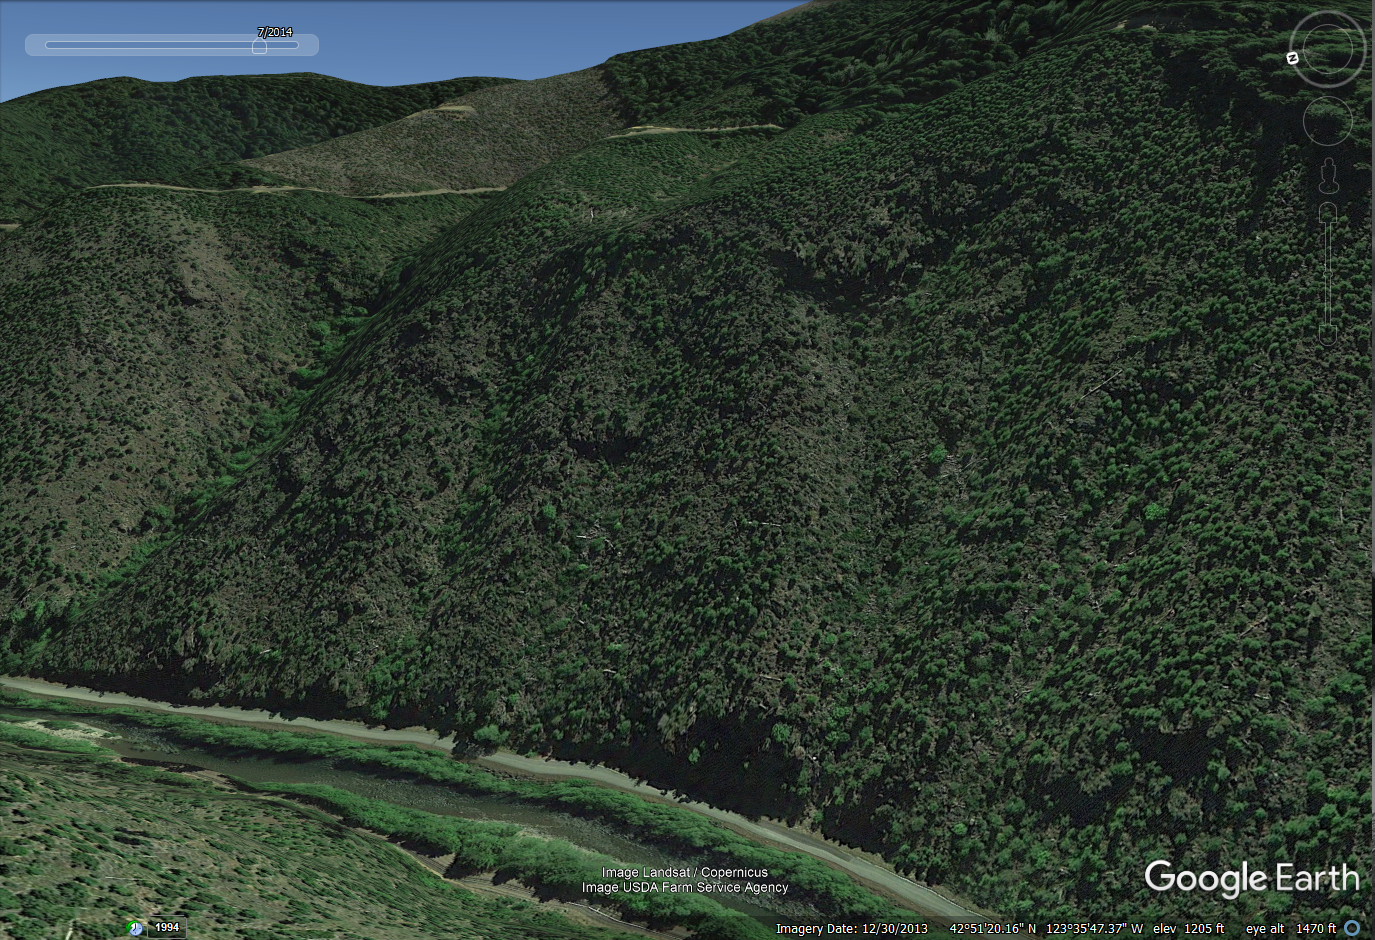 7/2014
Image Landsat / Copernicus
Image USDA Farm Service Agency
Google Earth
1994
Imagery Date: 12/30/2013 42°51'20.16" N 123°35'47.37" W elev 1205 ft eye alt 1470 ft